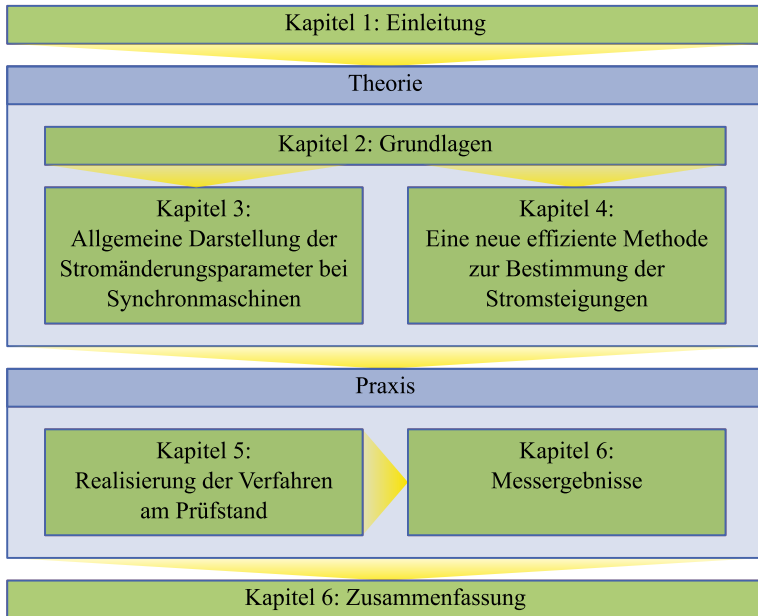 Kapitel 1: Einleitung
Theorie
Kapitel 2: Grundlagen
Kapitel 3:
Allgemeine Darstellung der
Stromänderungsparameter bei
Synchronmaschinen
Kapitel 4:
Eine neue effiziente Methode
zur Bestimmung der
Stromsteigungen
Praxis
Kapitel 5:
Realisierung der Verfahren
am Prüfstand
Kapitel 6:
Messergebnisse
Kapitel 6: Zusammenfassung